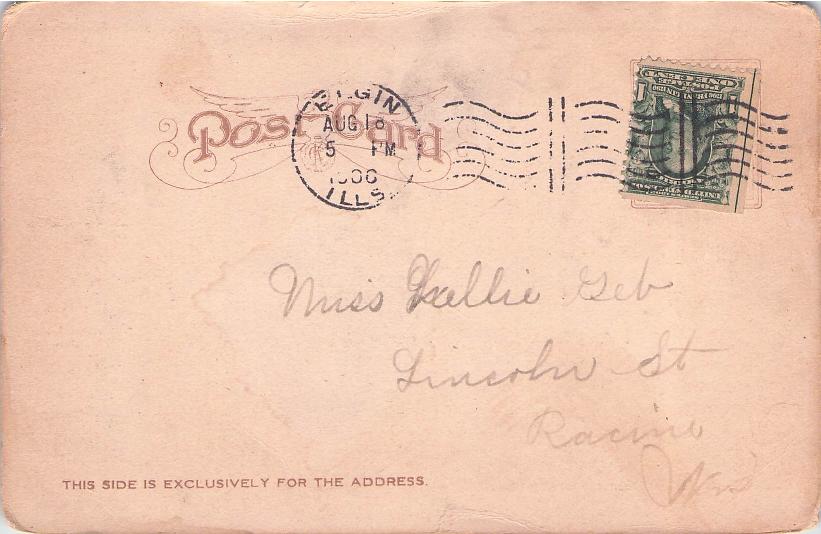 Post Card
ELGIN
AUG 18
5 PM
1906
ILLS.
Miss Nellie Geb
Lincoln St
Racine
Wis
THIS SIDE IS EXCLUSIVELY FOR THE ADDRESS.